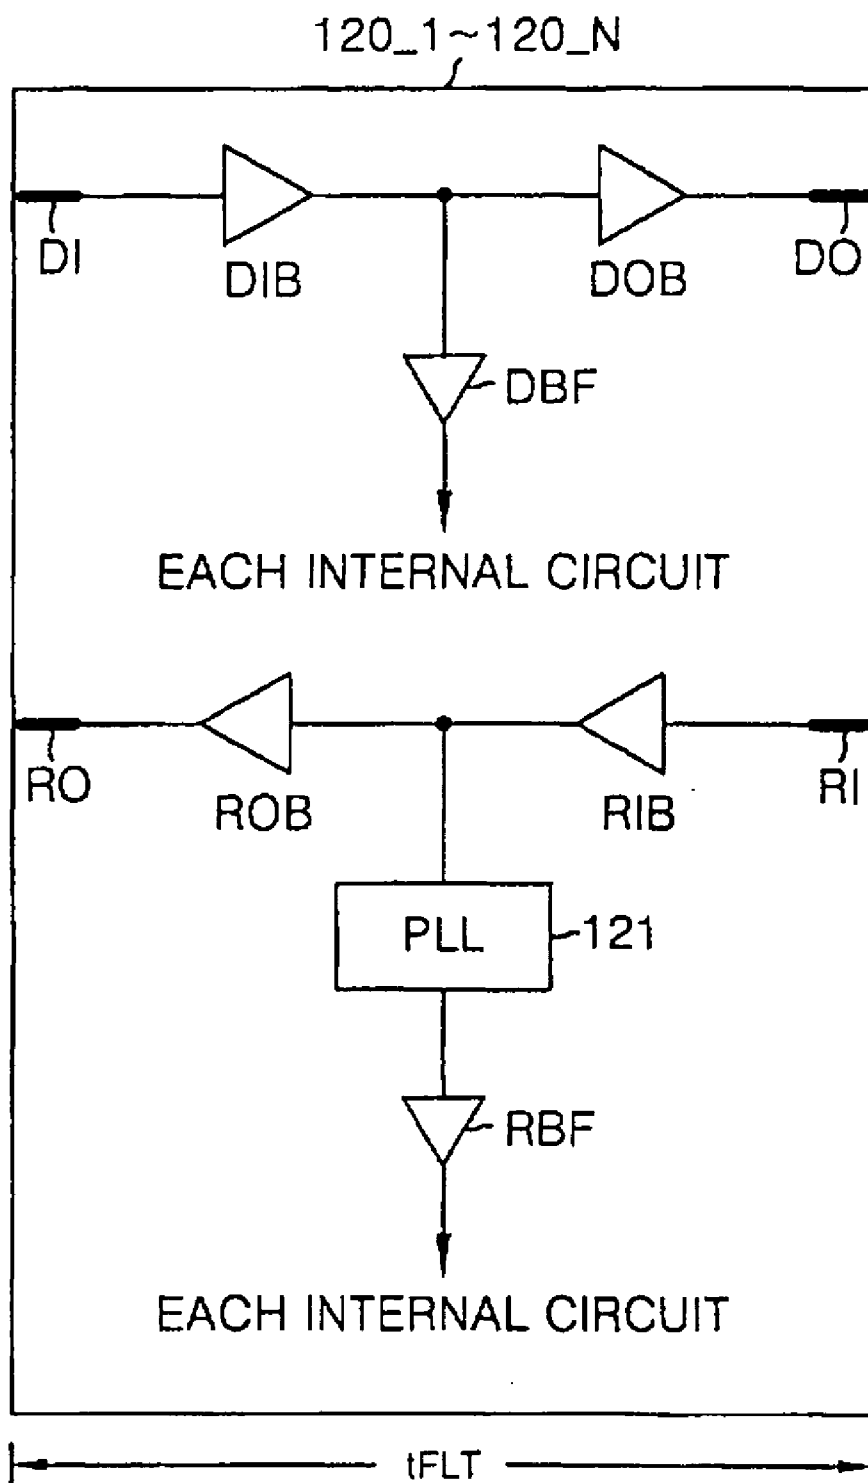 120_1~120_N
DI
DIB
DOB
DO
DBF
EACH INTERNAL CIRCUIT
RO
ROB
RIB
RI
PLL
121
RBF
EACH INTERNAL CIRCUIT
tFLT